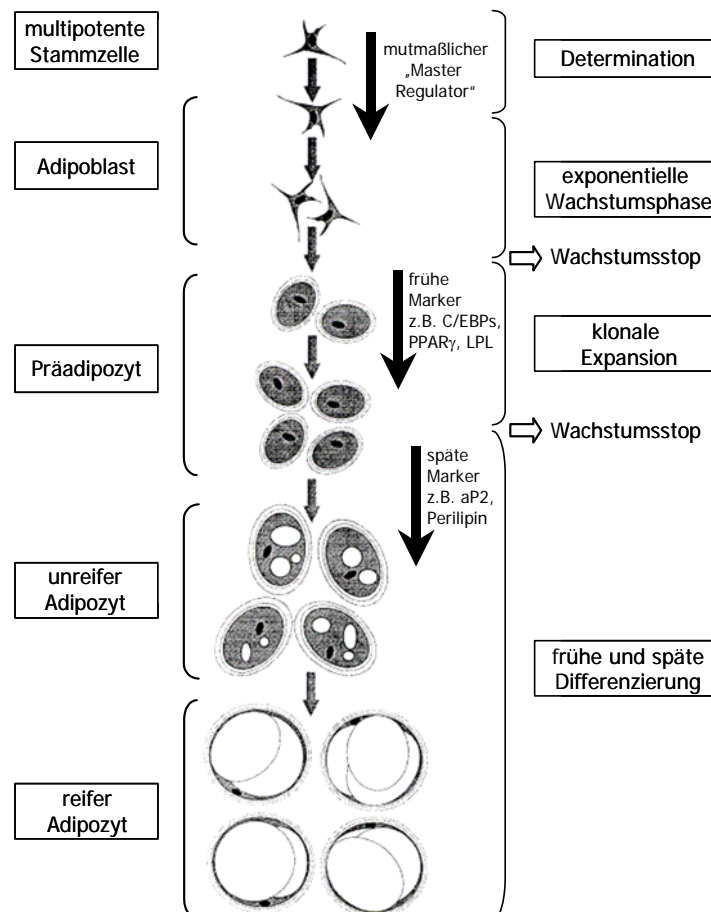 multipotente
Stammzelle
mutmaßlicher
„Master
Regulator“
Determination
Adipoblast
exponentielle
Wachstumsphase
Wachstumsstop
Präadipozyt
frühe
Marker
z.B. C/EBPs,
PPARγ, LPL
klonale
Expansion
Wachstumsstop
späte
Marker
z.B. aP2,
Perilipin
unreifer
Adipozyt
frühe und späte
Differenzierung
reifer
Adipozyt